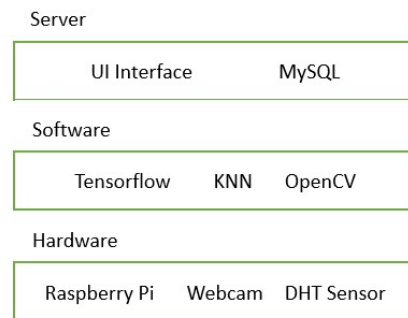 Server
UI Interface MySQL
Software
Tensorflow KNN OpenCV
Hardware
Raspberry Pi Webcam DHT Sensor